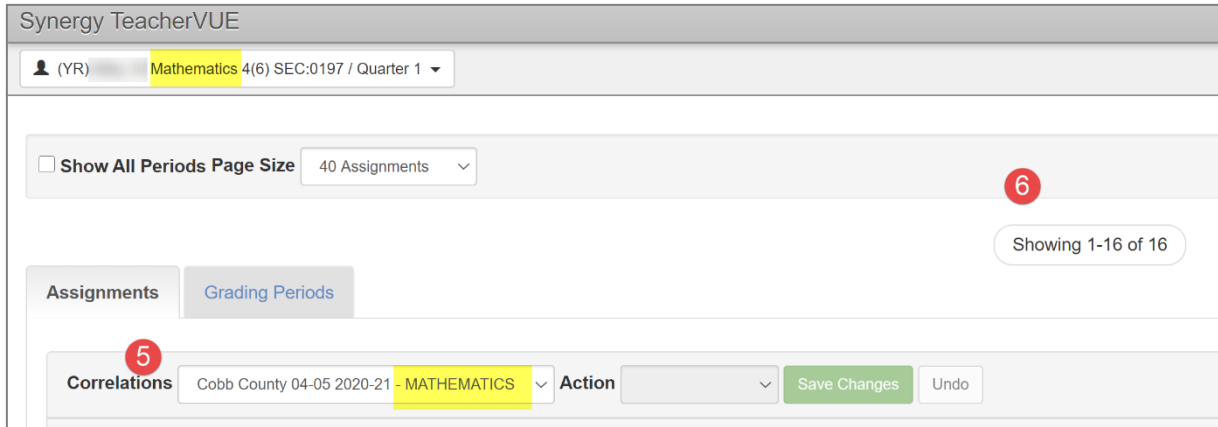 Synergy TeacherVUE
(YR) Mathematics 4(6) SEC:0197 / Quarter 1
Show All Periods Page Size 40 Assignments
6
Showing 1-16 of 16
Assignments Grading Periods
5
Correlations Cobb County 04-05 2020-21 - MATHEMATICS Action Save Changes Undo